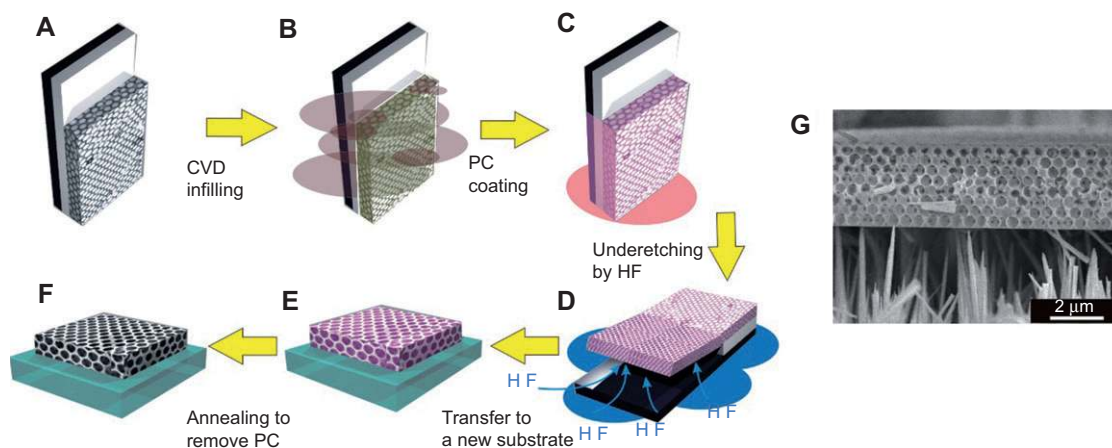 A
B
C
G
CVD
infilling
PC
coating
Underetching
by HF
F
E
D
H F
H F
H F
H F
Annealing to
remove PC
Transfer to
a new substrate
2 μm